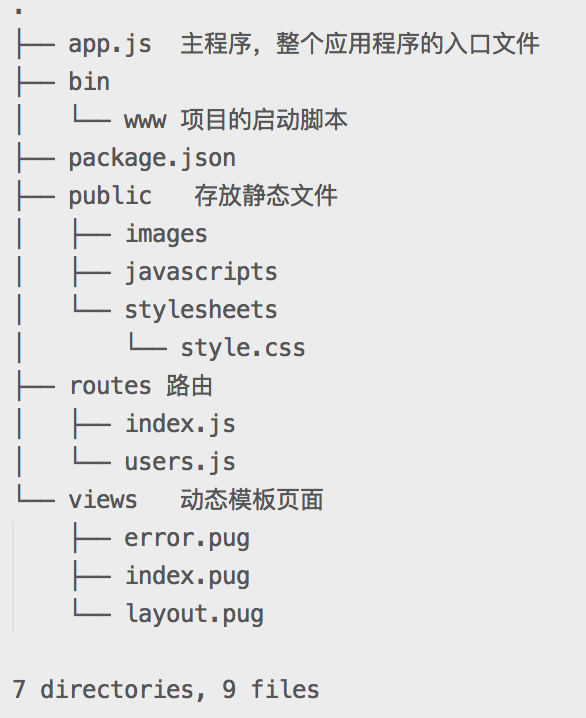 .
├── app.js  主程序，整个应用程序的入口文件
├── bin
│   └── www 项目的启动脚本
├── package.json
├── public   存放静态文件
│   ├── images
│   ├── javascripts
│   └── stylesheets
│       └── style.css
├── routes 路由
│   ├── index.js
│   └── users.js
└── views   动态模板页面
    ├── error.pug
    ├── index.pug
    └── layout.pug

7 directories, 9 files